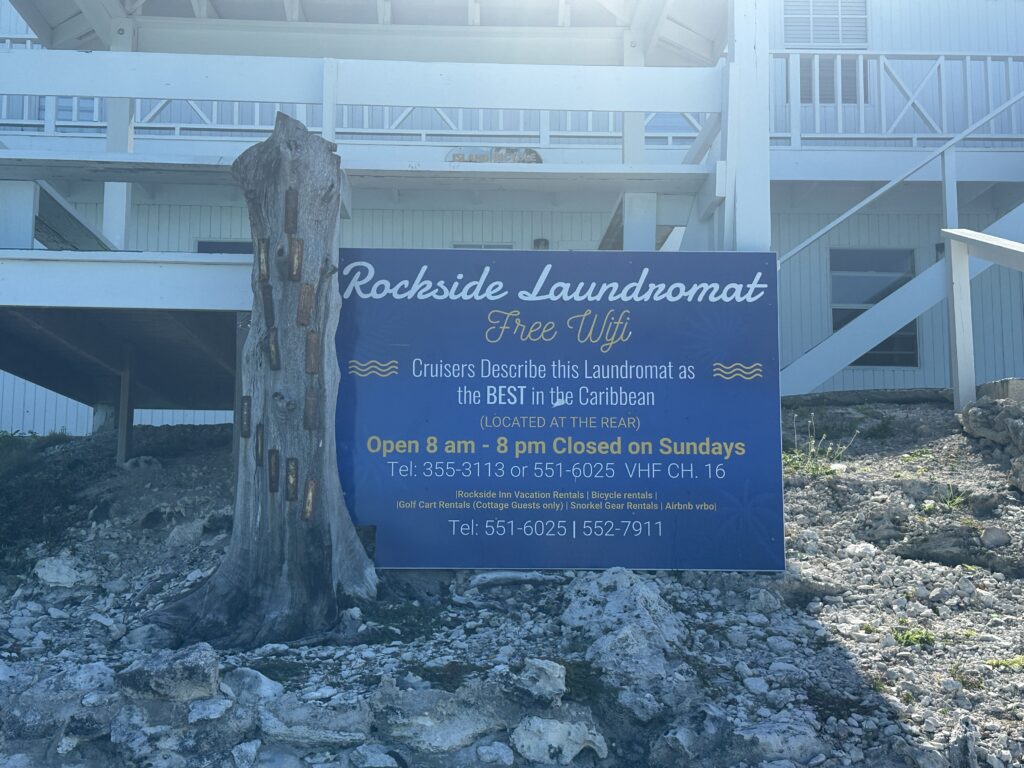 Rockside Laundromat
Free Wifi
Cruisers Describe this Laundromat as
the BEST in the Caribbean
(LOCATED AT THE REAR)
Open 8 am - 8 pm Closed on Sundays
Tel: 355-3113 or 551-6025 VHF CH. 16
|Rockside Inn Vacation Rentals | Bicycle rentals |
|Golf Cart Rentals (Cottage Guests only) | Snorkel Gear Rentals | Airbnb vrbo|
Tel: 551-6025 | 552-7911